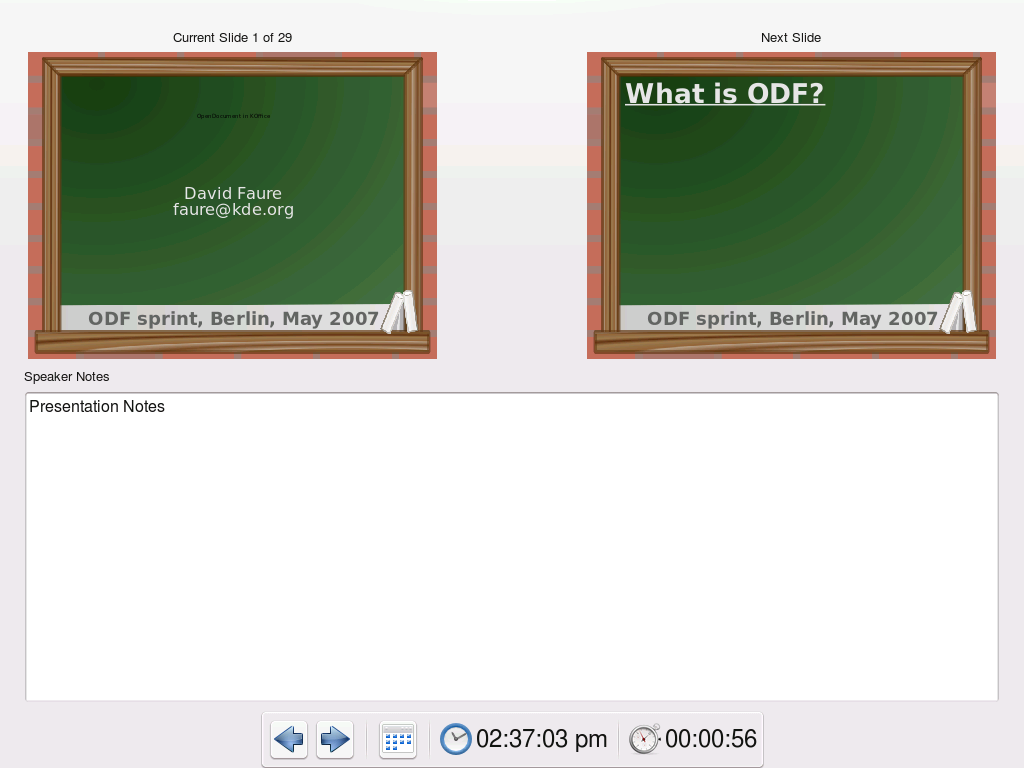 Current Slide 1 of 29
OpenDocument in KOffice
David Faure
faure@kde.org
ODF sprint, Berlin, May 2007
Next Slide
What is ODF?
ODF sprint, Berlin, May 2007
Speaker Notes
Presentation Notes
02:37:03 pm
00:00:56